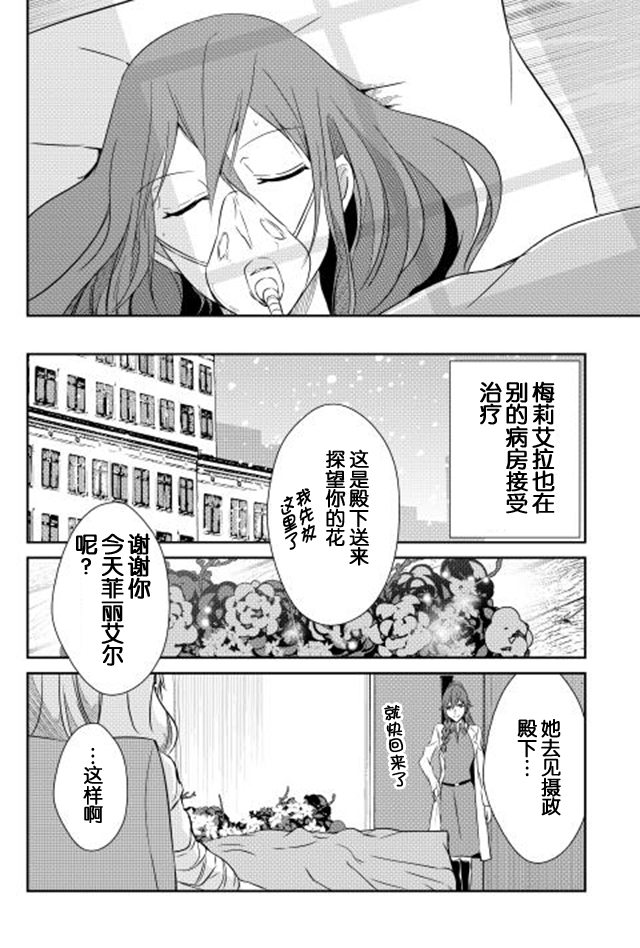 梅莉艾拉也在
别的病房接受
治疗
这是殿下送来
探望你的花
我先放
这里了
谢谢你
今天菲丽艾尔
呢？
她去见摄政
殿下…
就快回来了
…这样啊